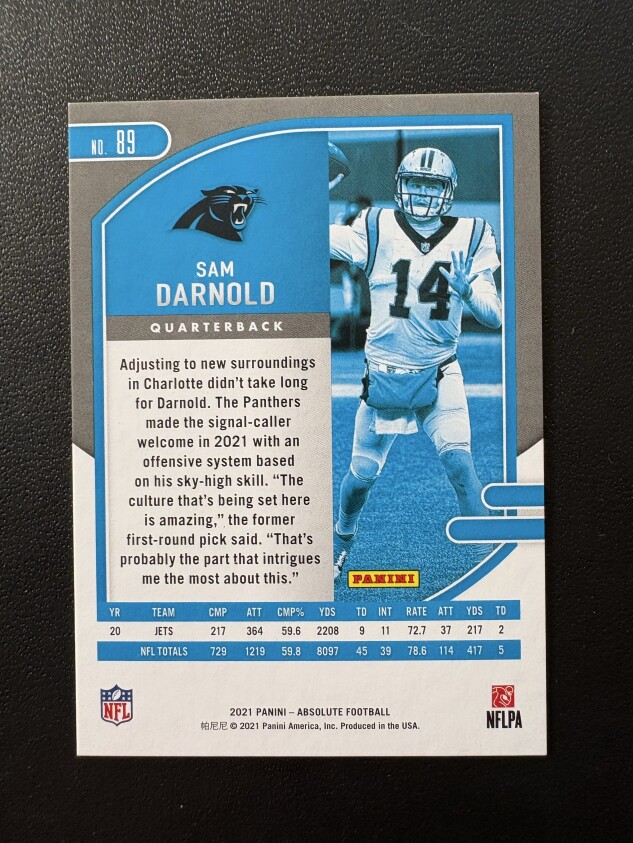 NO. 89
SAM
DARNOLD
QUARTERBACK
14
Adjusting to new surroundings
in Charlotte didn't take long
for Darnold. The Panthers
made the signal-caller
welcome in 2021 with an
offensive system based
on his sky-high skill. "The
culture that's being set here
is amazing," the former
first-round pick said. "That's
probably the part that intrigues
me the most about this."
PANINI
YR TEAM CMP ATT CMP% YDS TD INT RATE ATT YDS TD
20 JETS 217 364 59.6 2208 9 11 72.7 37 217 2
NFL TOTALS 729 1219 59.8 8097 45 39 78.6 114 417 5
NFL
2021 PANINI – ABSOLUTE FOOTBALL
帕尼尼 © 2021 Panini America, Inc. Produced in the USA.
NFLPA